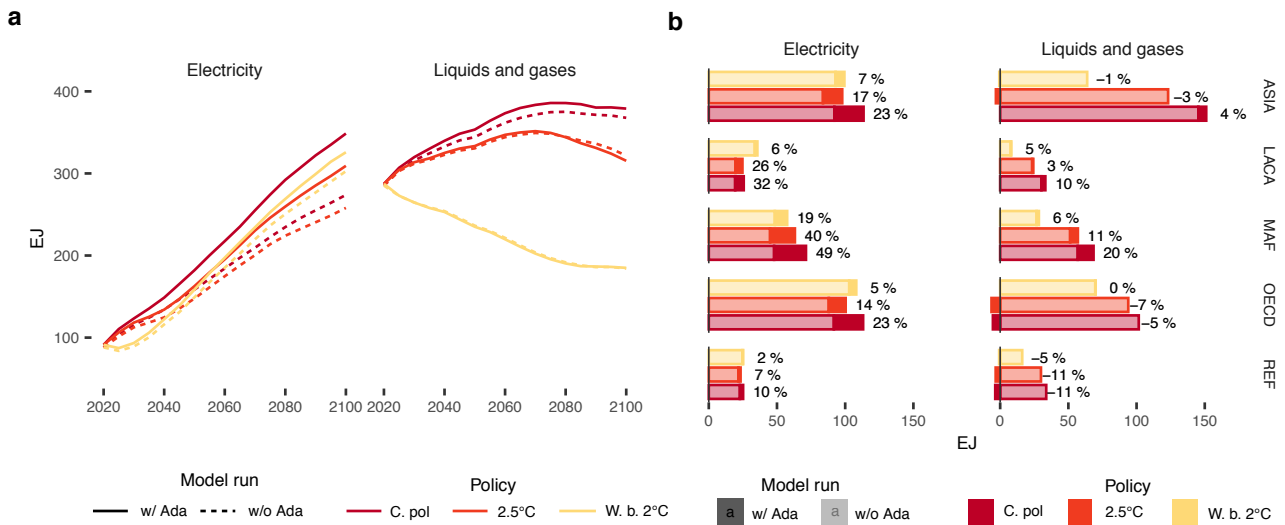 a
Electricity
Liquids and gases
EJ
400
300
200
100
2020
2040
2060
2080
2100
2020
2040
2060
2080
2100
Model run
w/ Ada
w/o Ada
Policy
C. pol
2.5°C
W. b. 2°C
b
Electricity
Liquids and gases
7 %
17 %
23 %
−1 %
−3 %
4 %
ASIA
6 %
26 %
32 %
5 %
3 %
10 %
LACA
19 %
40 %
49 %
6 %
11 %
20 %
MAF
5 %
14 %
23 %
0 %
−7 %
−5 %
OECD
2 %
7 %
10 %
−5 %
−11 %
−11 %
REF
0
50
100
150
0
50
100
150
EJ
Model run
a
w/ Ada
a
w/o Ada
Policy
C. pol
2.5°C
W. b. 2°C